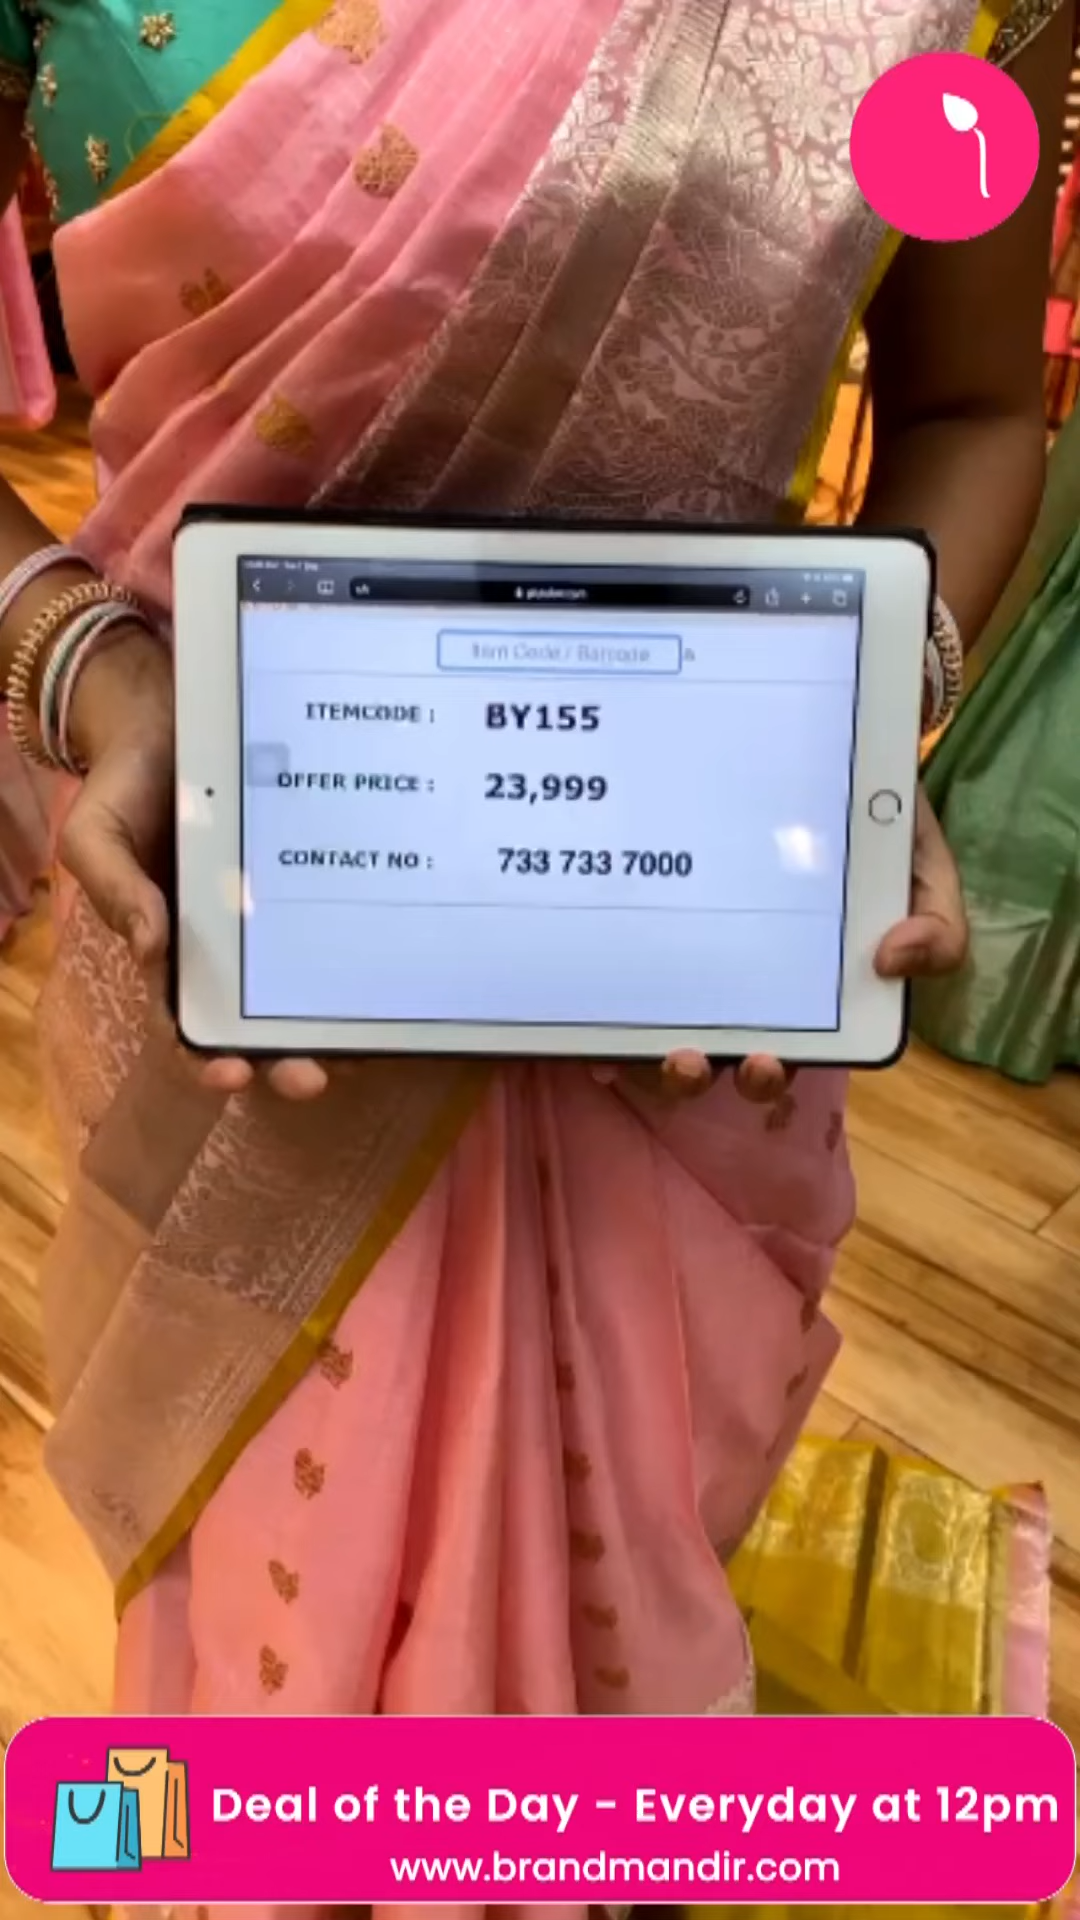 Item Code / Barcode
ITEMCODE : BY155
OFFER PRICE : 23,999
CONTACT NO : 733 733 7000
Deal of the Day - Everyday at 12pm
www.brandmandir.com